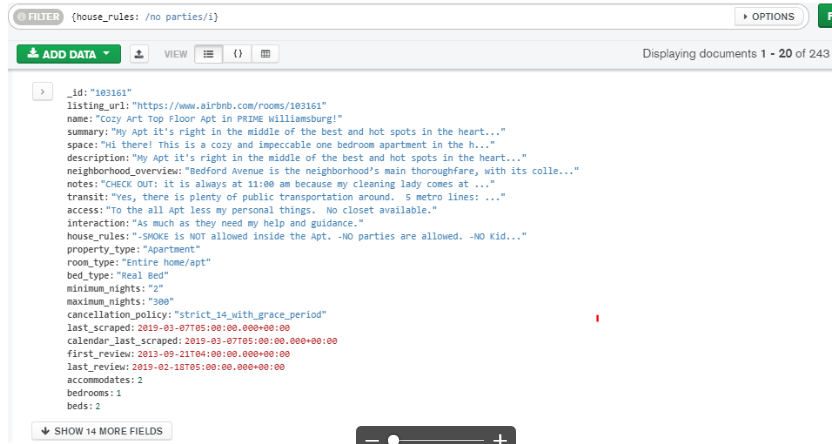 FILTER {house_rules: /no parties/i} OPTIONS
ADD DATA VIEW {} Displaying documents 1 - 20 of 243
_id: "103161"
listing_url: "https://www.airbnb.com/rooms/103161"
name: "Cozy Art Top Floor Apt in PRIME Williamsburg!"
summary: "My Apt it's right in the middle of the best and hot spots in the heart..."
space: "Hi there! This is a cozy and impeccable one bedroom apartment in the h..."
description: "My Apt it's right in the middle of the best and hot spots in the heart..."
neighborhood_overview: "Bedford Avenue is the neighborhood's main thoroughfare, with its colle..."
notes: "CHECK OUT: it is always at 11:00 am because my cleaning lady comes at ..."
transit: "Yes, there is plenty of public transportation around.  5 metro lines: ..."
access: "To the all Apt less my personal things.  No closet available."
interaction: "As much as they need my help and guidance."
house_rules: "-SMOKE is NOT allowed inside the Apt. -NO parties are allowed. -NO Kid..."
property_type: "Apartment"
room_type: "Entire home/apt"
bed_type: "Real Bed"
minimum_nights: "2"
maximum_nights: "300"
cancellation_policy: "strict_14_with_grace_period"
last_scraped: 2019-03-07T05:00:00.000+00:00
calendar_last_scraped: 2019-03-07T05:00:00.000+00:00
first_review: 2013-09-21T04:00:00.000+00:00
last_review: 2019-02-18T05:00:00.000+00:00
accommodates: 2
bedrooms: 1
beds: 2
SHOW 14 MORE FIELDS